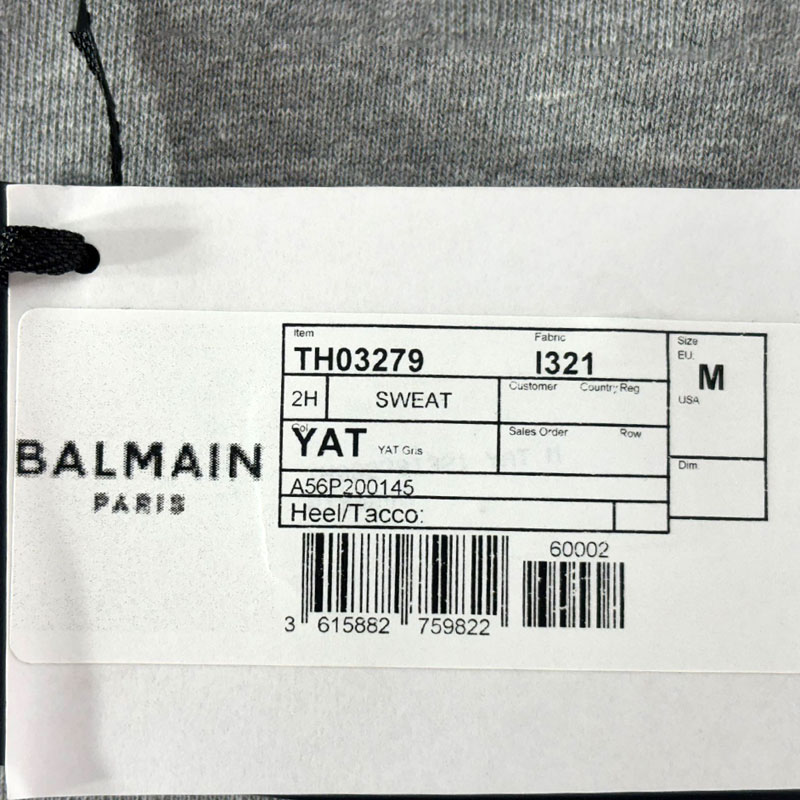 BALMAIN
PARIS
Item
TH03279
Fabric
I321
Size
EU.
M
USA
2H SWEAT
Customer Country Reg
Col
YAT YAT Gris
Sales Order Row
Dim
A56P200145
Heel/Tacco:
60002
3 615882 759822